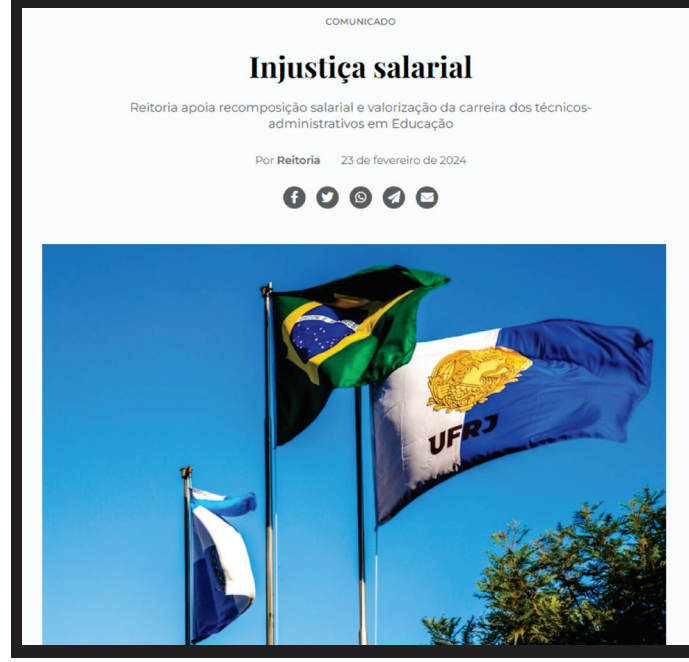 COMUNICADO
Injustiça salarial
Reitoria apoia recomposição salarial e valorização da carreira dos técnicos-
administrativos em Educação
Por Reitoria 23 de fevereiro de 2024
UFRJ